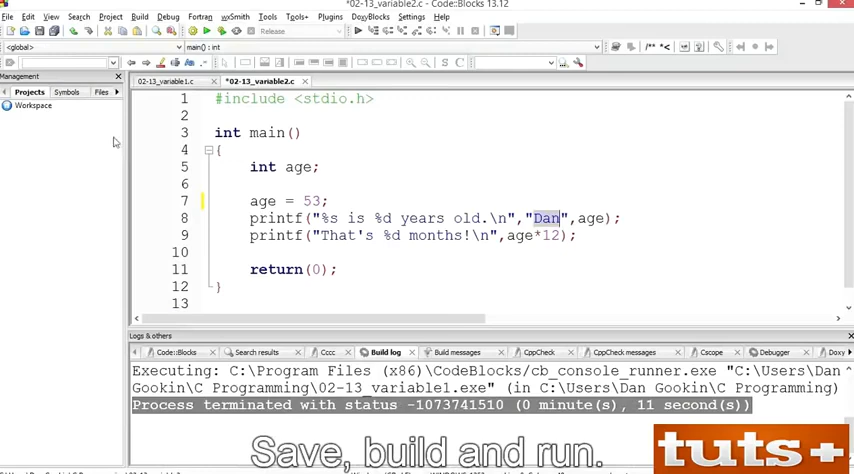 *02-13_variable2.c - Code::Blocks 13.12
File Edit View Search Project Build Debug Fortran wxSmith Tools Tools+ Plugins DoxyBlocks Settings Help
Release
<global> main() : int
Management
Projects Symbols Files
Workspace
02-13_variable1.c *02-13_variable2.c
1 #include <stdio.h>
2
3 int main()
4 {
5 int age;
6
7 age = 53;
8 printf("%s is %d years old.\n","Dan",age);
9 printf("That's %d months!\n",age*12);
10
11 return(0);
12 }
13
Logs & others
Code::Blocks Search results Cccc Build log Build messages CppCheck CppCheck messages Cscope Debugger Doxy
Executing: C:\Program Files (x86)\CodeBlocks/cb_console_runner.exe "C:\Users\Dan
Gookin\C Programming\02-13_variable1.exe" (in C:\Users\Dan Gookin\C Programming)
Process terminated with status -1073741510 (0 minute(s), 11 second(s))
Save, build and run.
tuts+